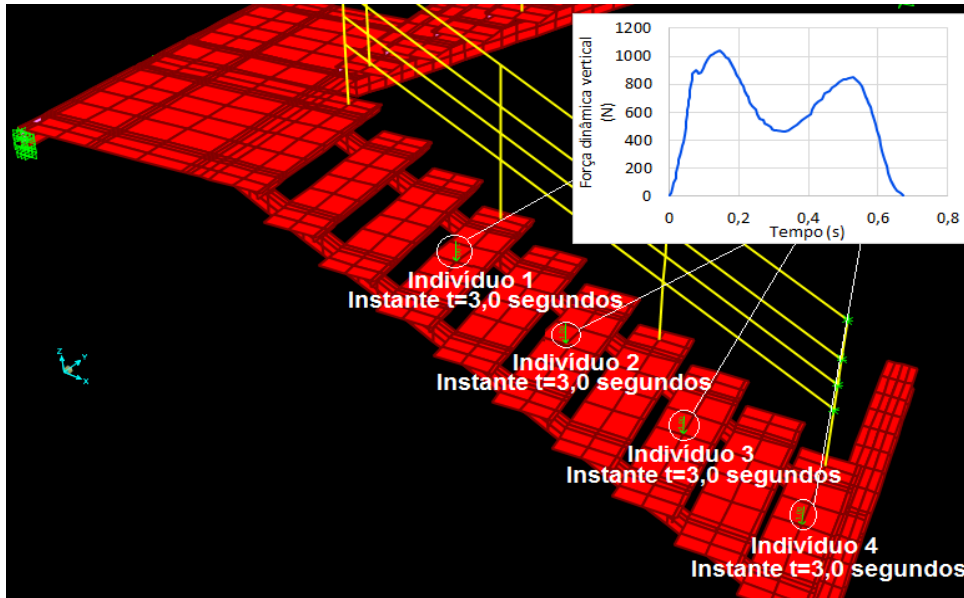 Força dinâmica vertical
(N)
1200
1000
800
600
400
200
0
0
0,2
0,4
0,6
0,8
Tempo (s)
Indivíduo 1
Instante t=3,0 segundos
Indivíduo 2
Instante t=3,0 segundos
Indivíduo 3
Instante t=3,0 segundos
Indivíduo 4
Instante t=3,0 segundos
Z
Y
X